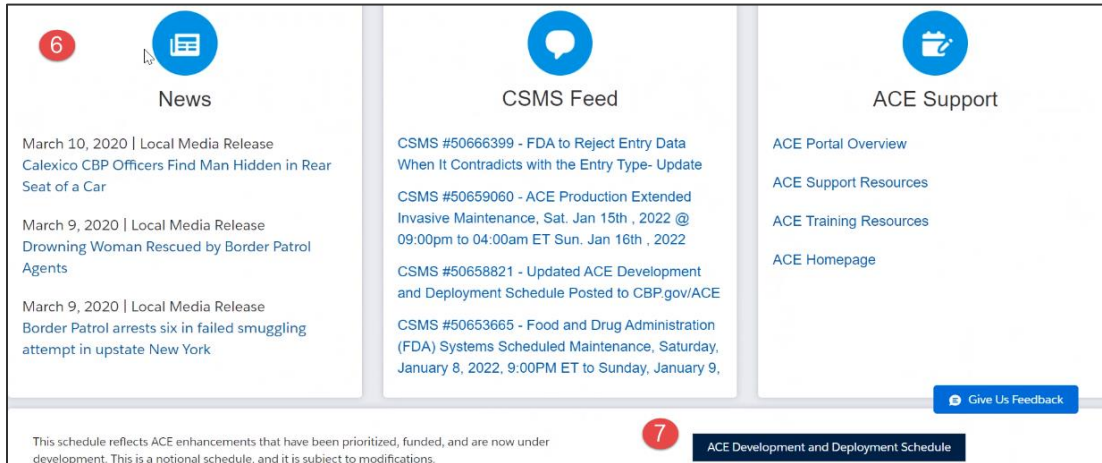 6
News
March 10, 2020 | Local Media Release
Calexico CBP Officers Find Man Hidden in Rear
Seat of a Car
March 9, 2020 | Local Media Release
Drowning Woman Rescued by Border Patrol
Agents
March 9, 2020 | Local Media Release
Border Patrol arrests six in failed smuggling
attempt in upstate New York
CSMS Feed
CSMS #50666399 - FDA to Reject Entry Data
When It Contradicts with the Entry Type- Update
CSMS #50659060 - ACE Production Extended
Invasive Maintenance, Sat. Jan 15th , 2022 @
09:00pm to 04:00am ET Sun. Jan 16th , 2022
CSMS #50658821 - Updated ACE Development
and Deployment Schedule Posted to CBP.gov/ACE
CSMS #50653665 - Food and Drug Administration
(FDA) Systems Scheduled Maintenance, Saturday,
January 8, 2022, 9:00PM ET to Sunday, January 9,
ACE Support
ACE Portal Overview
ACE Support Resources
ACE Training Resources
ACE Homepage
Give Us Feedback
This schedule reflects ACE enhancements that have been prioritized, funded, and are now under
development. This is a notional schedule, and it is subject to modifications.
7
ACE Development and Deployment Schedule